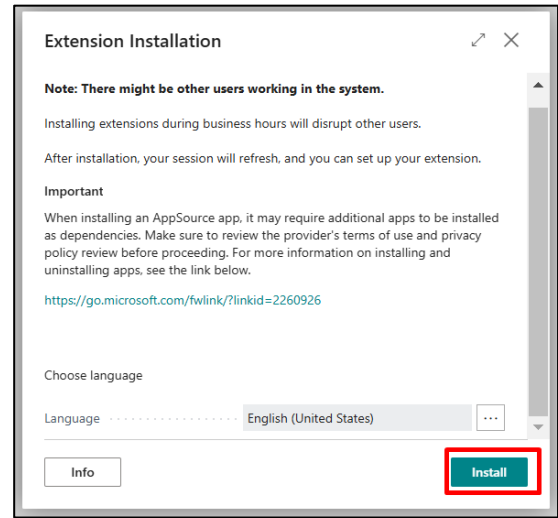 Extension Installation
Note: There might be other users working in the system.
Installing extensions during business hours will disrupt other users.
After installation, your session will refresh, and you can set up your extension.
Important
When installing an AppSource app, it may require additional apps to be installed
as dependencies. Make sure to review the provider's terms of use and privacy
policy review before proceeding. For more information on installing and
uninstalling apps, see the link below.
https://go.microsoft.com/fwlink/?linkid=2260926
Choose language
Language English (United States) ...
Info Install